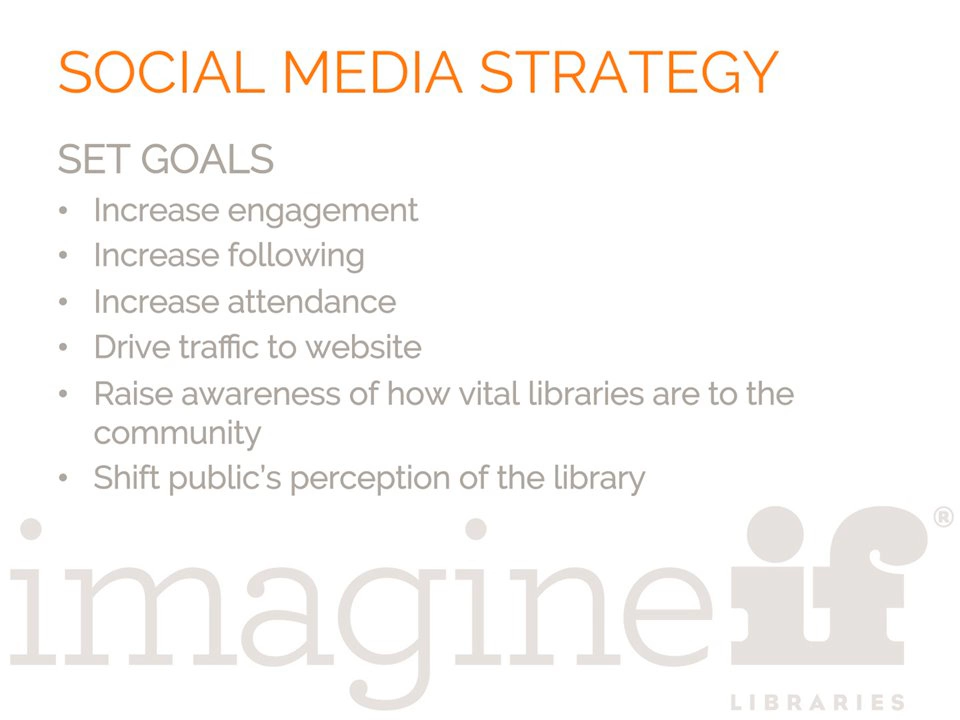 SOCIAL MEDIA STRATEGY
SET GOALS
• Increase engagement
• Increase following
• Increase attendance
• Drive traffic to website
• Raise awareness of how vital libraries are to the
community
• Shift public's perception of the library
imagineif®
LIBRARIES